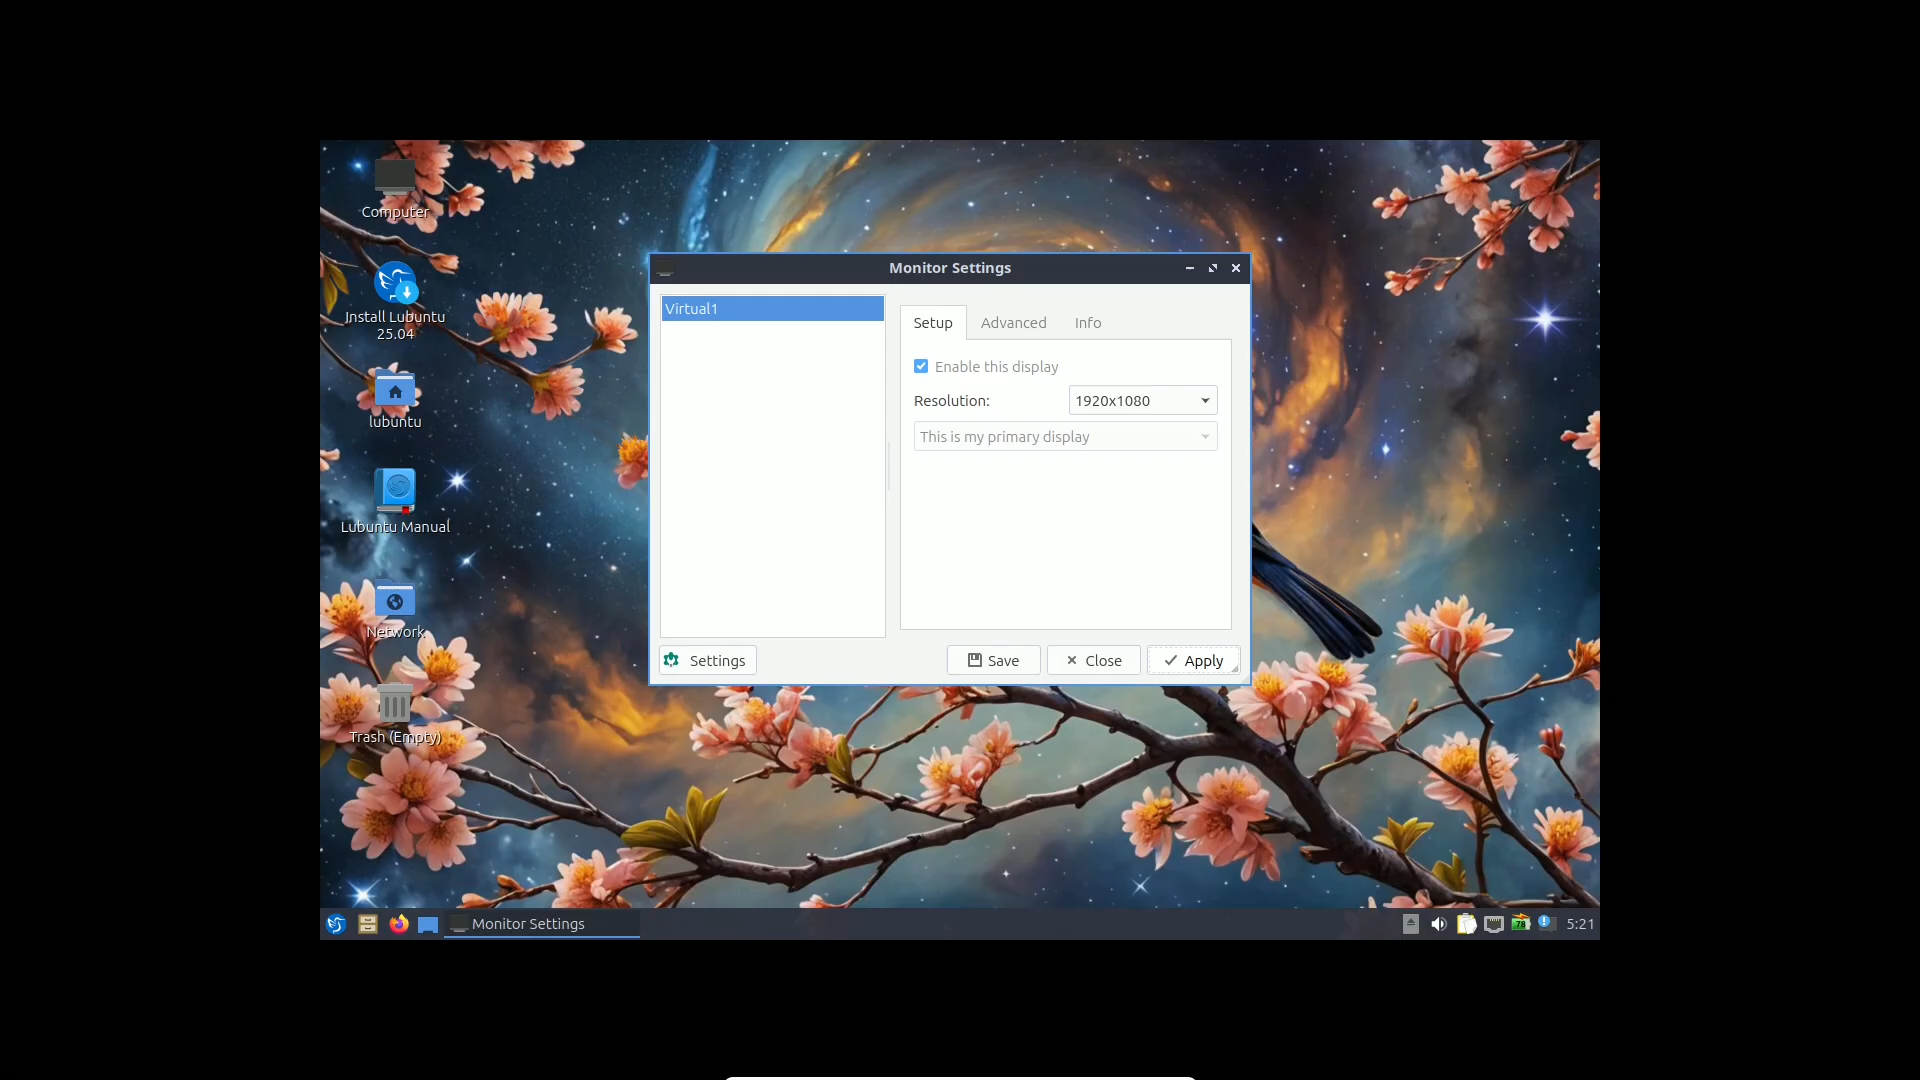 Computer
Install Lubuntu
25.04
lubuntu
Lubuntu Manual
Network
Trash (Empty)
Monitor Settings
Virtual1
Setup Advanced Info
Enable this display
Resolution: 1920x1080
This is my primary display
Settings Save Close Apply
Monitor Settings 78 5:21